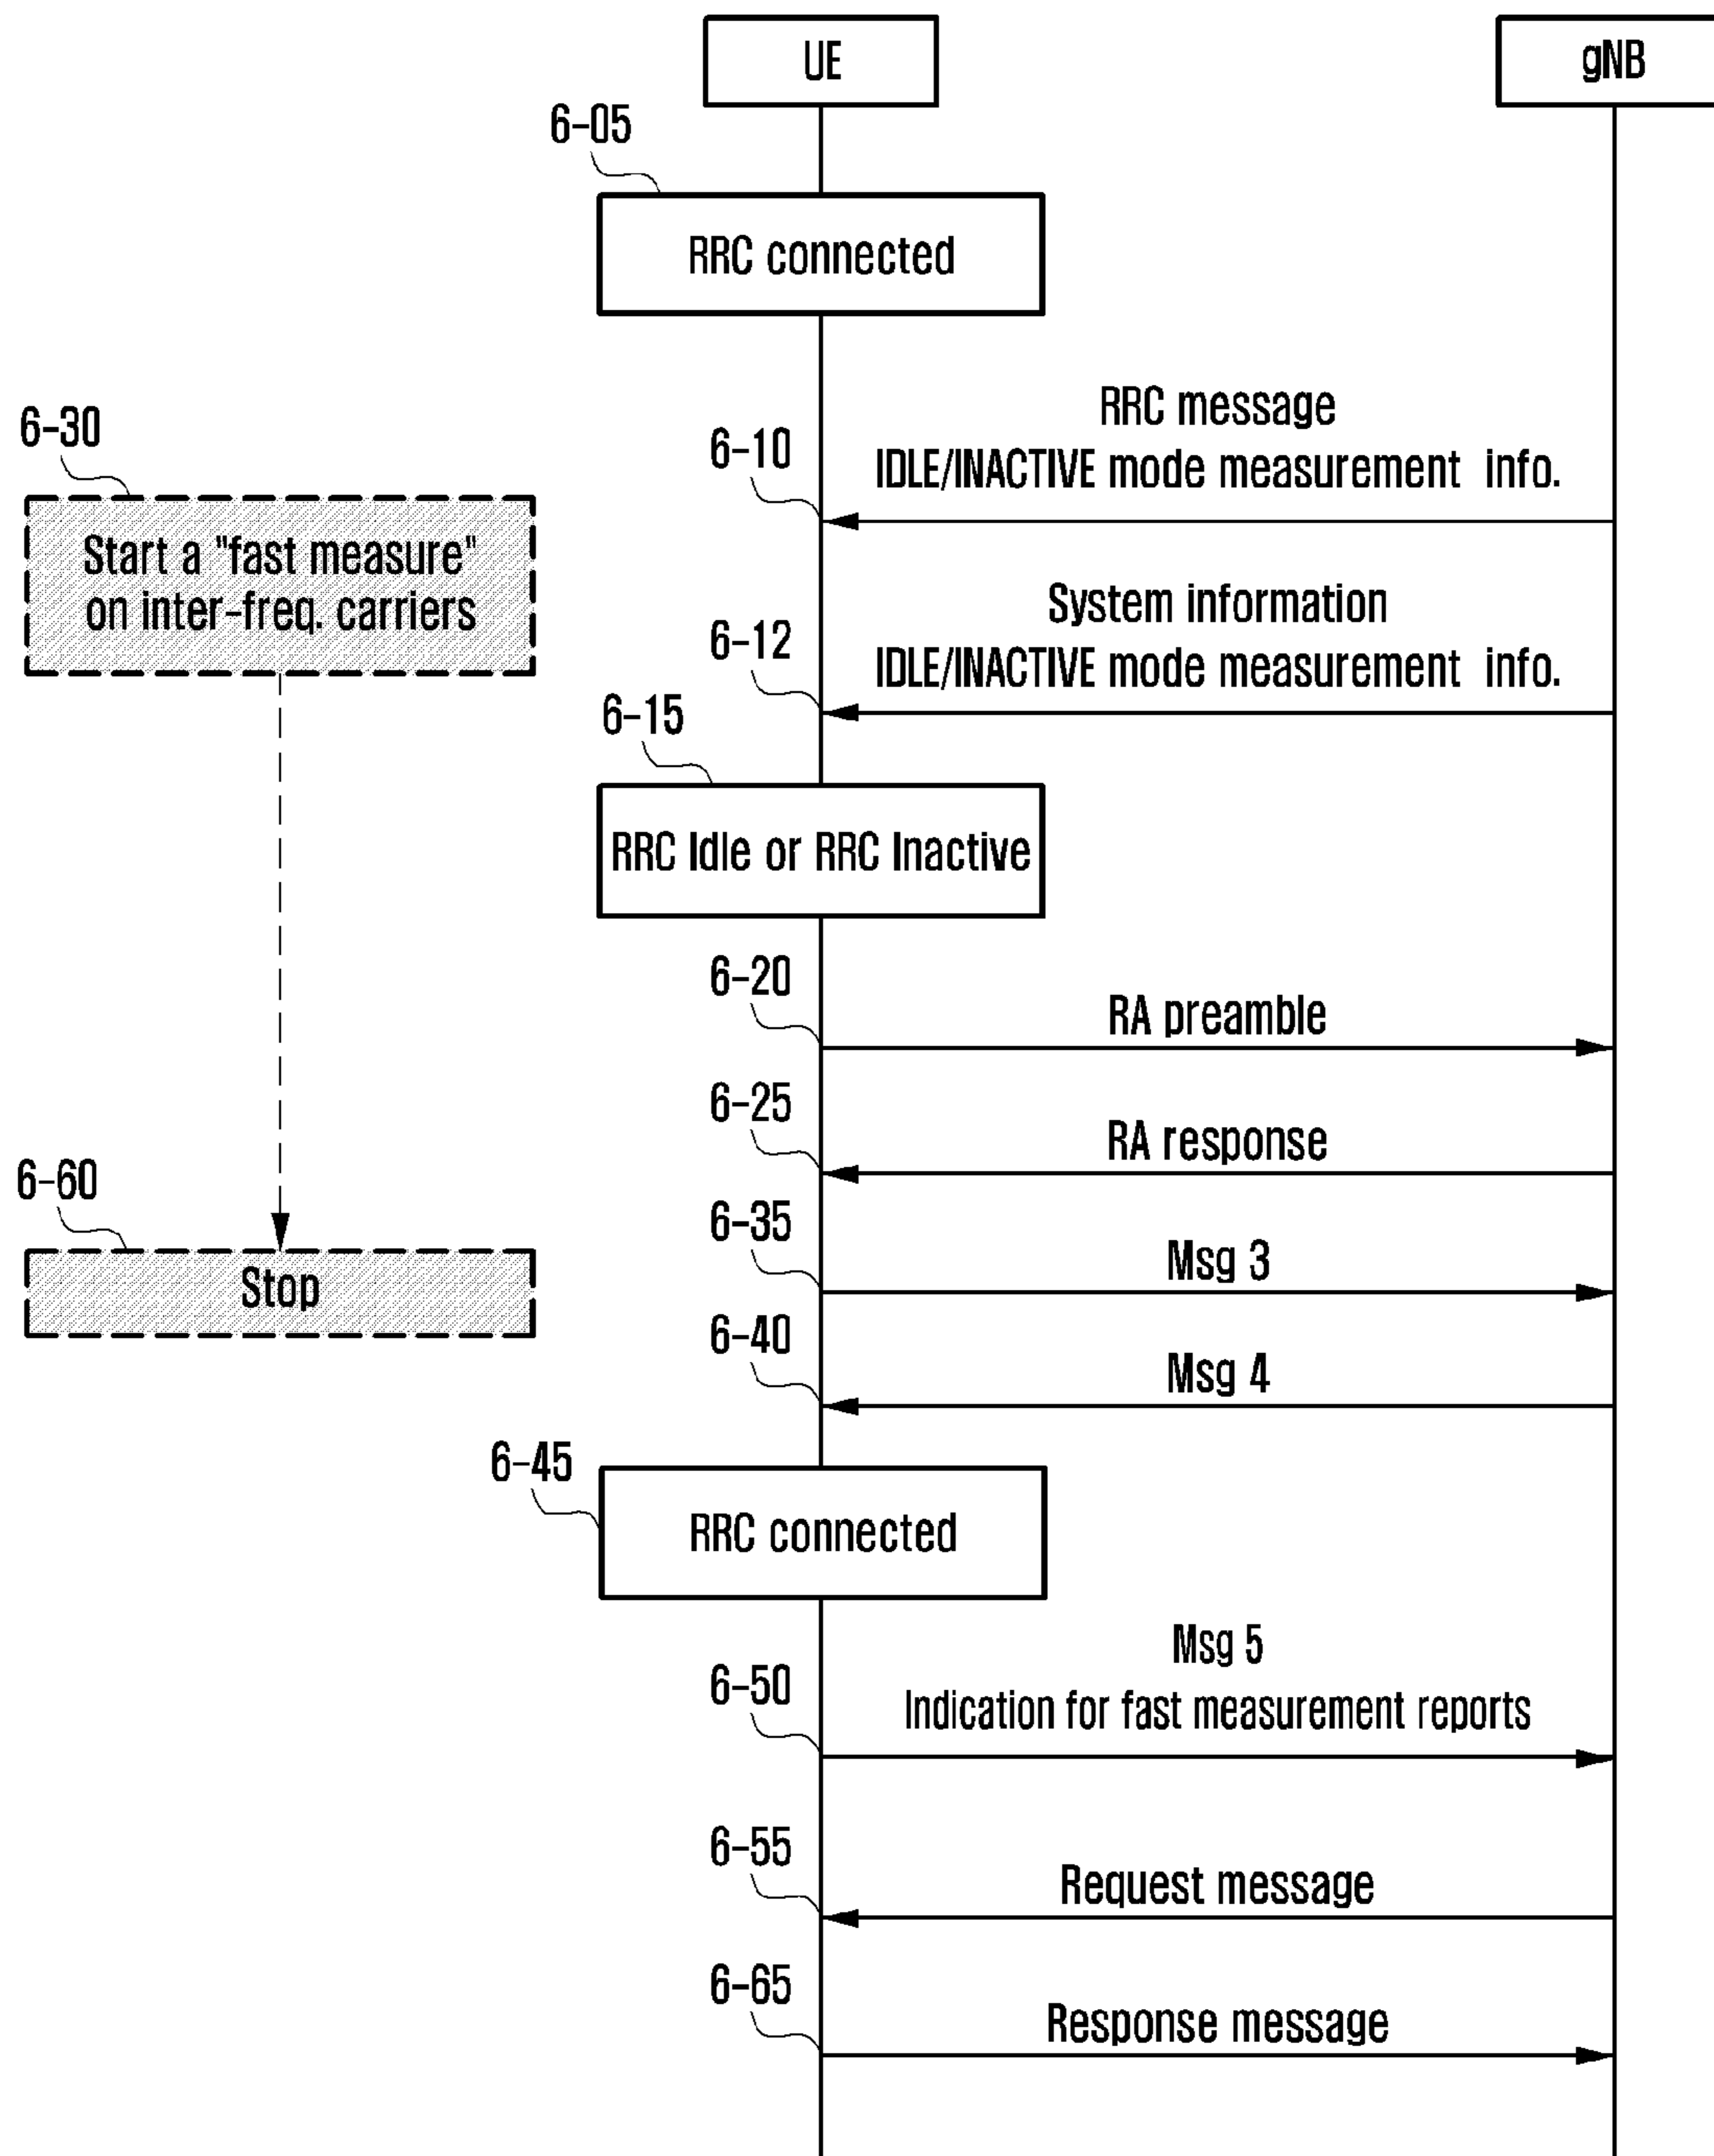 UE
gNB
6-05
RRC connected
6-30
Start a "fast measure"
on inter-freq. carriers
6-10
RRC message
IDLE/INACTIVE mode measurement info.
6-12
System information
IDLE/INACTIVE mode measurement info.
6-15
RRC Idle or RRC Inactive
6-20
RA preamble
6-25
RA response
6-60
Stop
6-35
Msg 3
6-40
Msg 4
6-45
RRC connected
6-50
Msg 5
Indication for fast measurement reports
6-55
Request message
6-65
Response message